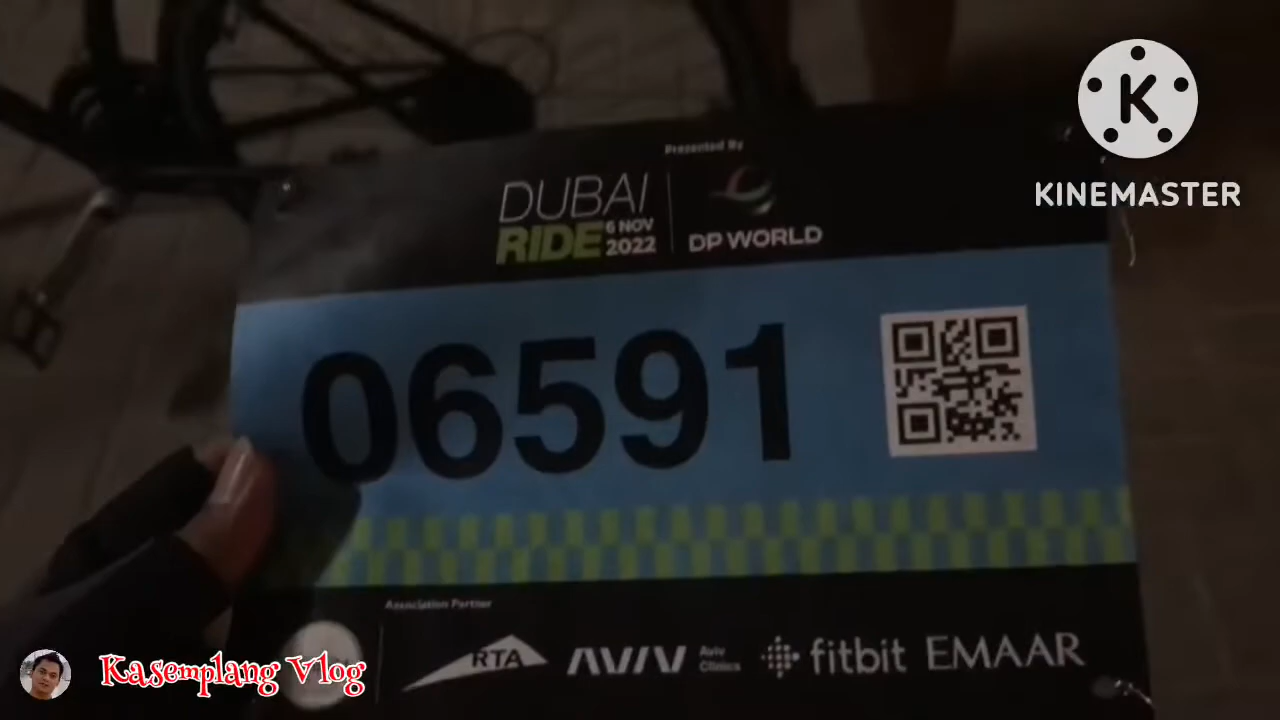 Presented By
DUBAI
RIDE
6 NOV
2022
DP WORLD
K
KINEMASTER
06591
Association Partner
RTA
AVIV Aviv
Clinics
fitbit
EMAAR
Kasemplang Vlog